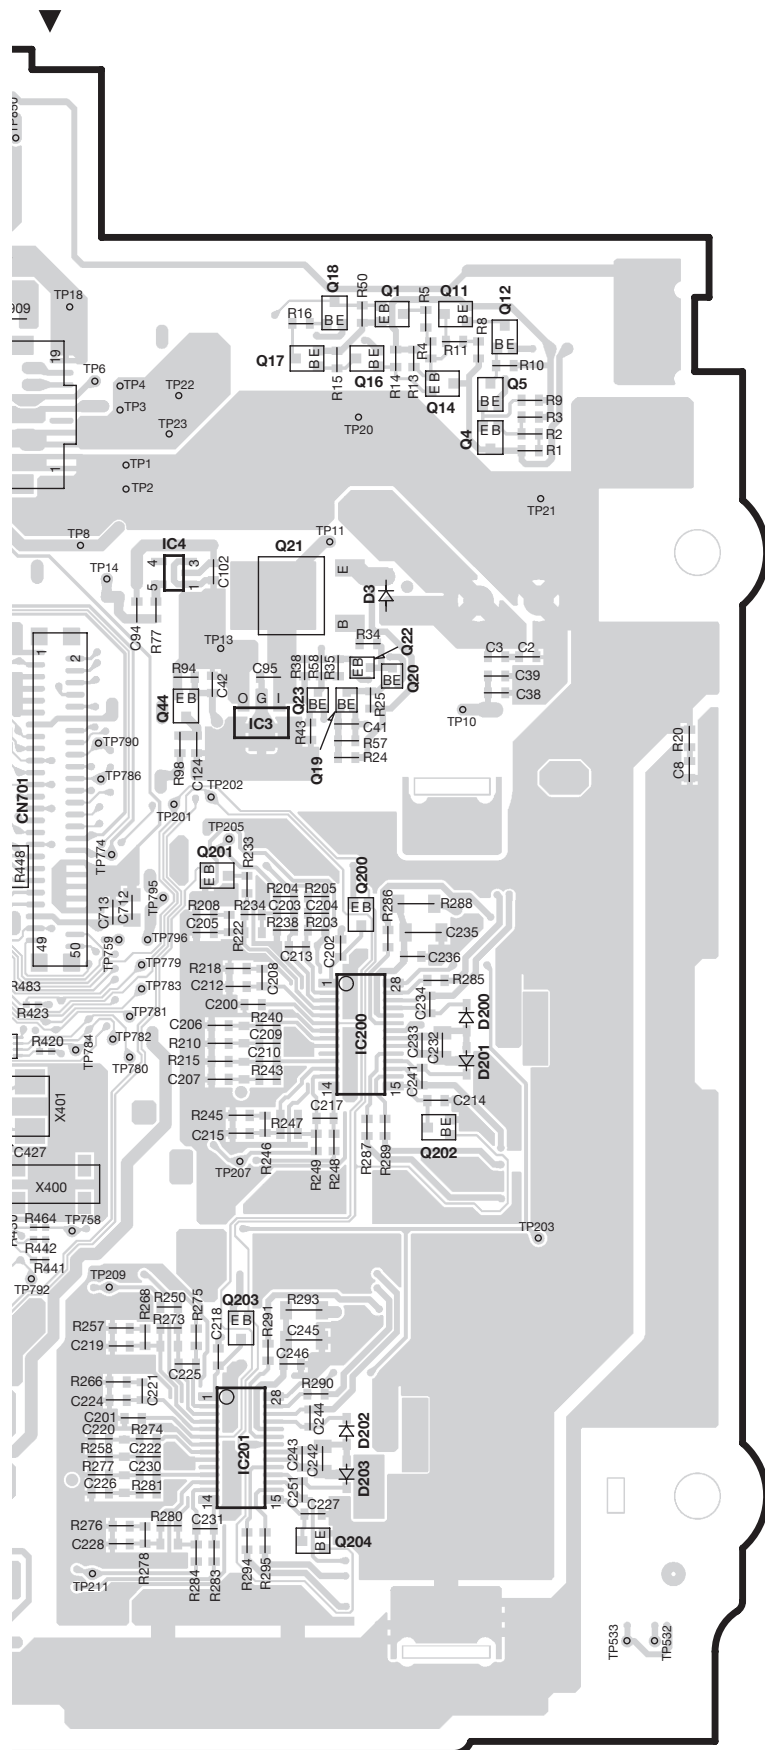 TP18
909
19
TP6
TP4
TP3
TP22
TP23
1
TP1
TP2
TP8
TP14
Q18
R50
Q1
R5
Q11
Q12
R16
B E
E B
B E
R8
B E
Q17
B E
R15
B E
Q16
R14
R13
R4
R11
R10
E B
Q14
Q5
B E
R9
R3
R2
R1
Q4
E B
TP20
TP21
TP11
IC4
4
3
5
1
C102
Q21
E
B
D3
C94
R77
TP13
R34
Q22
Q20
R94
C42
C95
R38
R58
R35
E B
B E
C3
C2
C39
C38
Q44
E B
O G I
IC3
Q23
B E
B E
R25
R43
C41
R57
R24
Q19
TP10
R20
C8
R98
C124
1
2
CN701
TP790
TP786
TP202
TP201
TP205
TP774
R448
Q201
E B
R233
TP795
C713
C712
49
50
TP759
TP796
R208
C205
R222
R234
R204
R205
C203
C204
R238
R203
C213
C202
Q200
E B
R286
R288
C235
C236
TP779
TP783
R218
C212
C208
C200
1
28
R285
C234
D200
R483
R423
TP781
R420
TP784
TP782
TP780
C206
R240
R210
C209
R215
C210
C207
R243
IC200
C233
C232
D201
C241
14
15
C214
X401
R245
C215
R246
R247
C217
R249
R248
R287
R289
B E
Q202
C427
X400
TP207
R464
R442
R441
TP758
TP792
TP203
TP209
R268
R250
R273
R275
Q203
E B
C218
R291
R293
C245
C246
R257
C219
C225
R266
C224
C221
C201
1
28
R290
C244
D202
C220
R274
R258
C222
R277
C230
C226
R281
IC201
C243
C242
D203
C251
14
15
C227
R276
C228
R278
R280
C231
R284
R283
R294
R295
B E
Q204
TP211
TP533
TP532